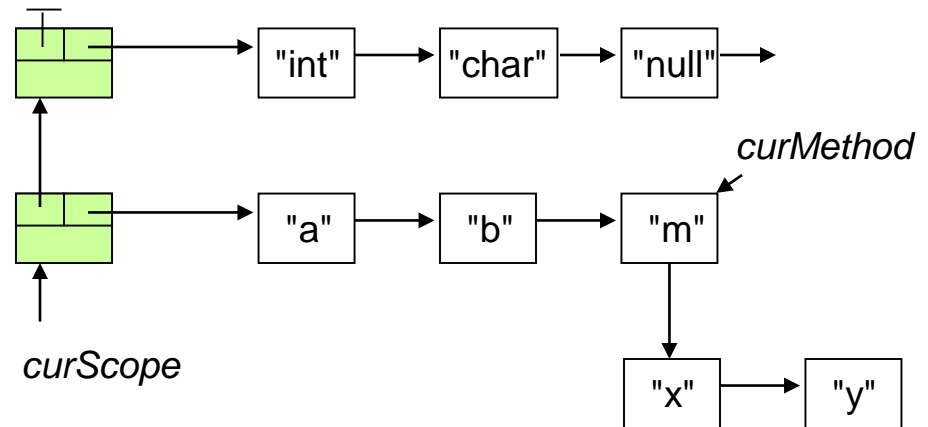 "int" "char" "null"
curMethod
"a" "b" "m"
curScope
"x" "y"